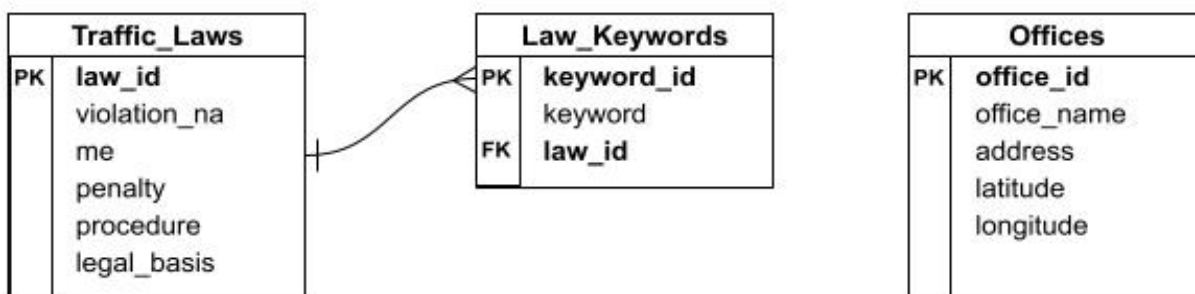 Traffic_Laws
PK law_id
violation_na
me
penalty
procedure
legal_basis
Law_Keywords
PK keyword_id
keyword
FK law_id
Offices
PK office_id
office_name
address
latitude
longitude